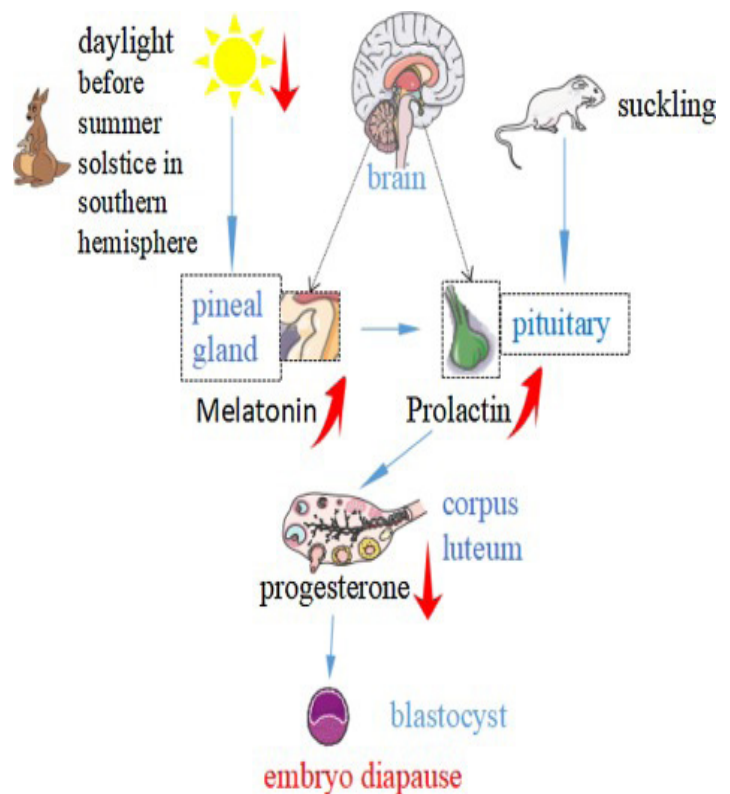 daylight
before
summer
solstice in
southern
hemisphere
brain
suckling
pineal
gland
pituitary
Melatonin
Prolactin
corpus
luteum
progesterone
blastocyst
embryo diapause